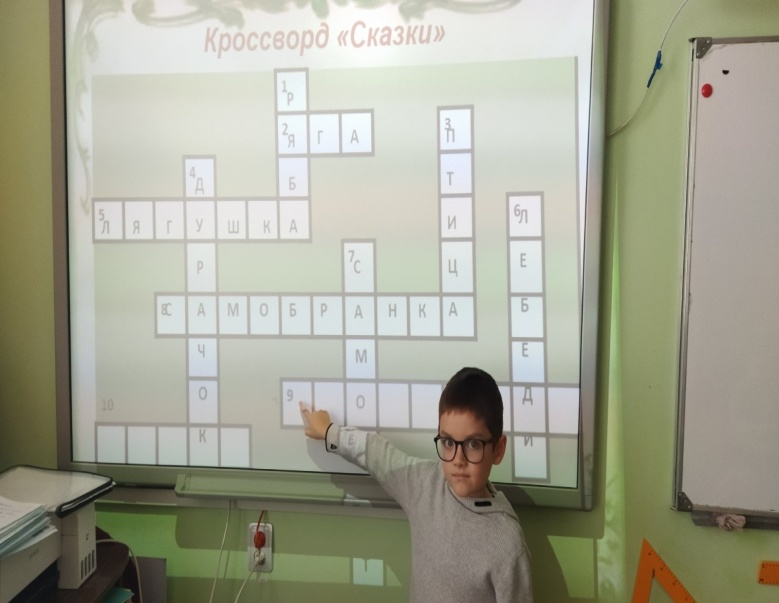 Кроссворд «Сказки»
1 Р
2 Я Г А
3 П
4 Д
Б
Т
5 Л Я Г У Ш К А
И
6 Л
Р
7 С
Ц
Е
8 С А М О Б Р А Н К А
Б
Ч
М
Е
9
О
Д
10
О
К
Е
И